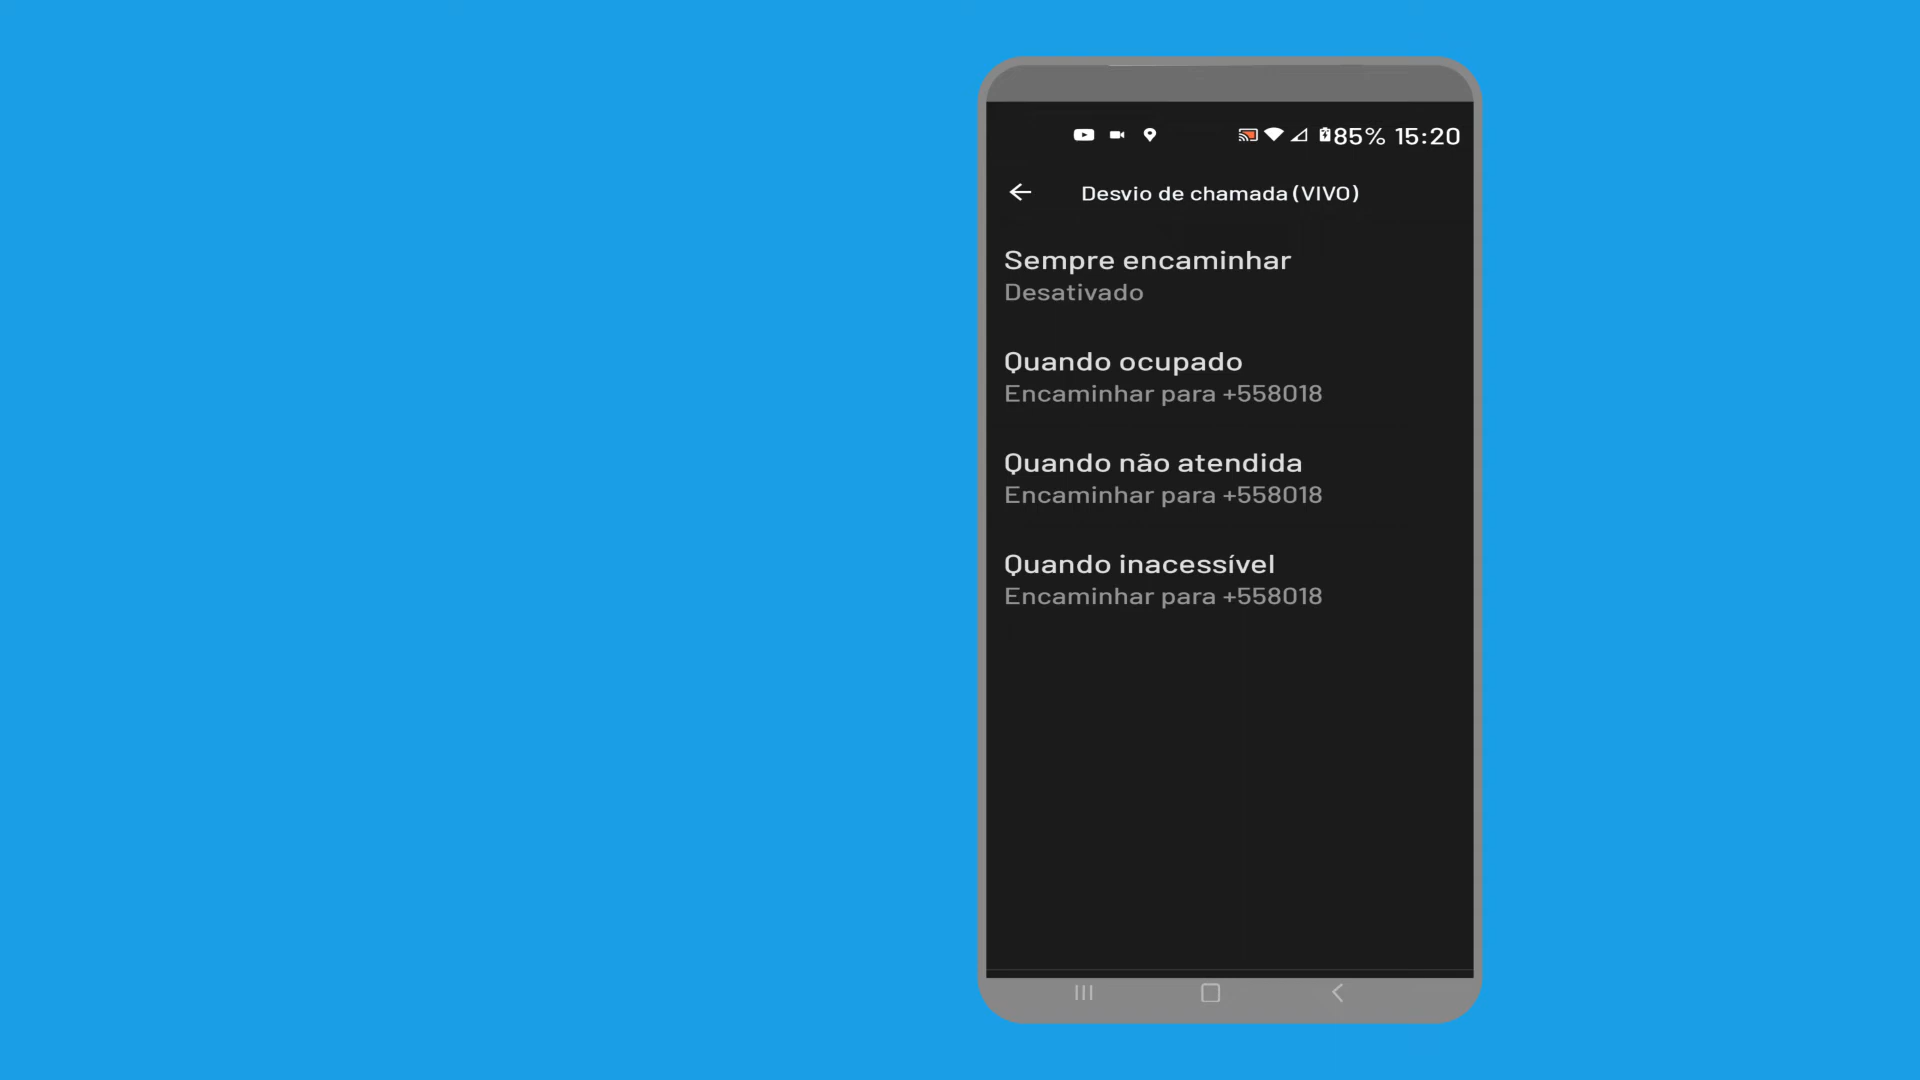 85% 15:20
Desvio de chamada (VIVO)
Sempre encaminhar
Desativado
Quando ocupado
Encaminhar para +558018
Quando não atendida
Encaminhar para +558018
Quando inacessível
Encaminhar para +558018